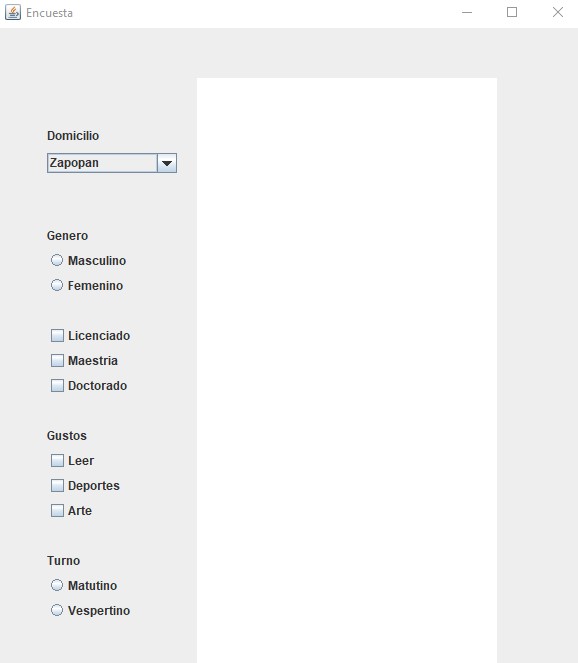 Encuesta
Domicilio
Zapopan
Genero
Masculino
Femenino
Licenciado
Maestria
Doctorado
Gustos
Leer
Deportes
Arte
Turno
Matutino
Vespertino